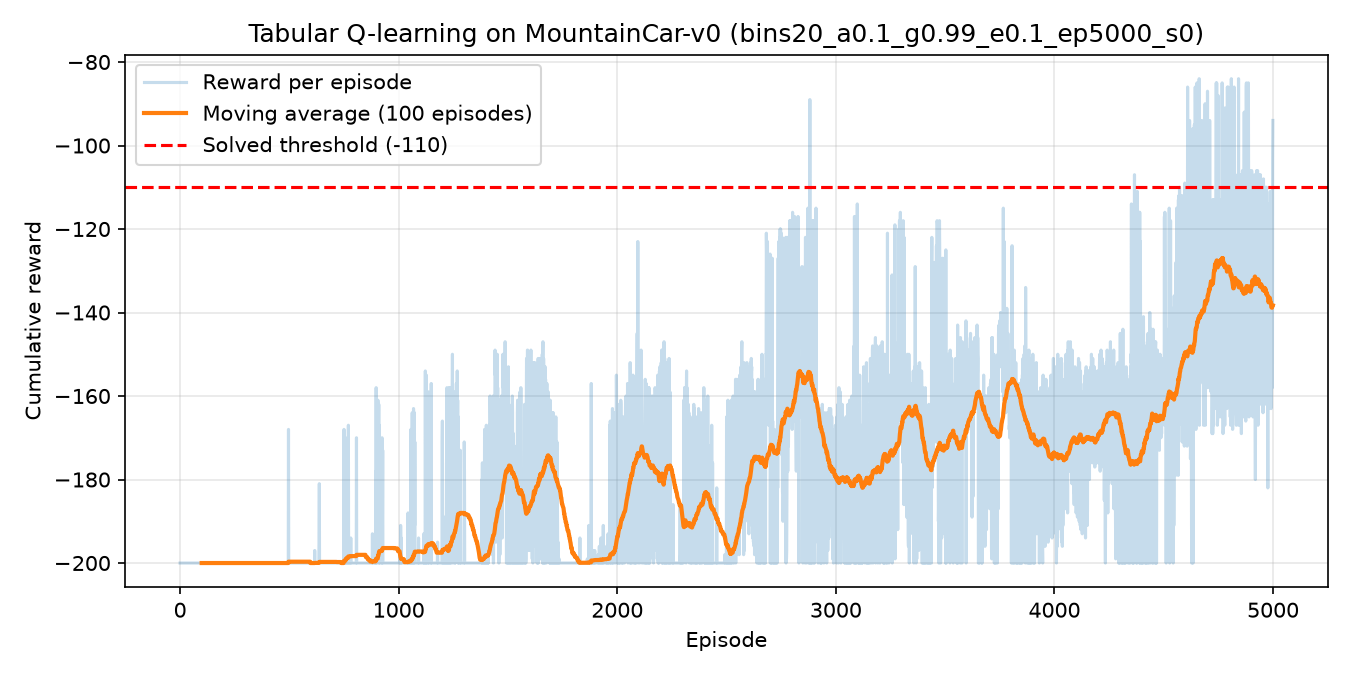 Tabular Q-learning on MountainCar-v0 (bins20_a0.1_g0.99_e0.1_ep5000_s0)
Reward per episode
Moving average (100 episodes)
Solved threshold (-110)
Cumulative reward
−80
−100
−120
−140
−160
−180
−200
0
1000
2000
3000
4000
5000
Episode